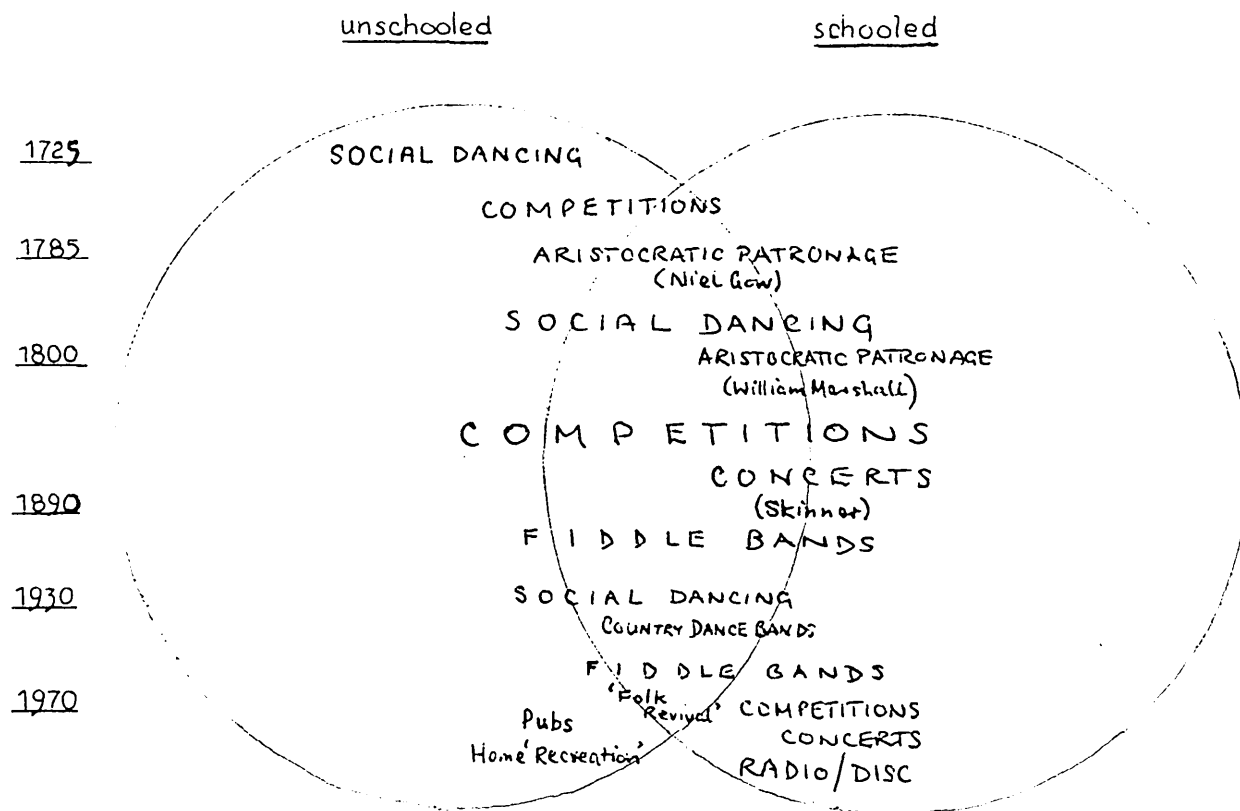 unschooled schooled
1725 SOCIAL DANCING
COMPETITIONS
1785 ARISTOCRATIC PATRONAGE
(Niel Gow)
SOCIAL DANCING
1800 ARISTOCRATIC PATRONAGE
(William Marshall)
COMPETITIONS
CONCERTS
1890 (Skinner)
FIDDLE BANDS
1930 SOCIAL DANCING
COUNTRY DANCE BANDS
FIDDLE BANDS
'Folk
1970 Revival' COMPETITIONS
Pubs CONCERTS
Home 'Recreation' RADIO/DISC